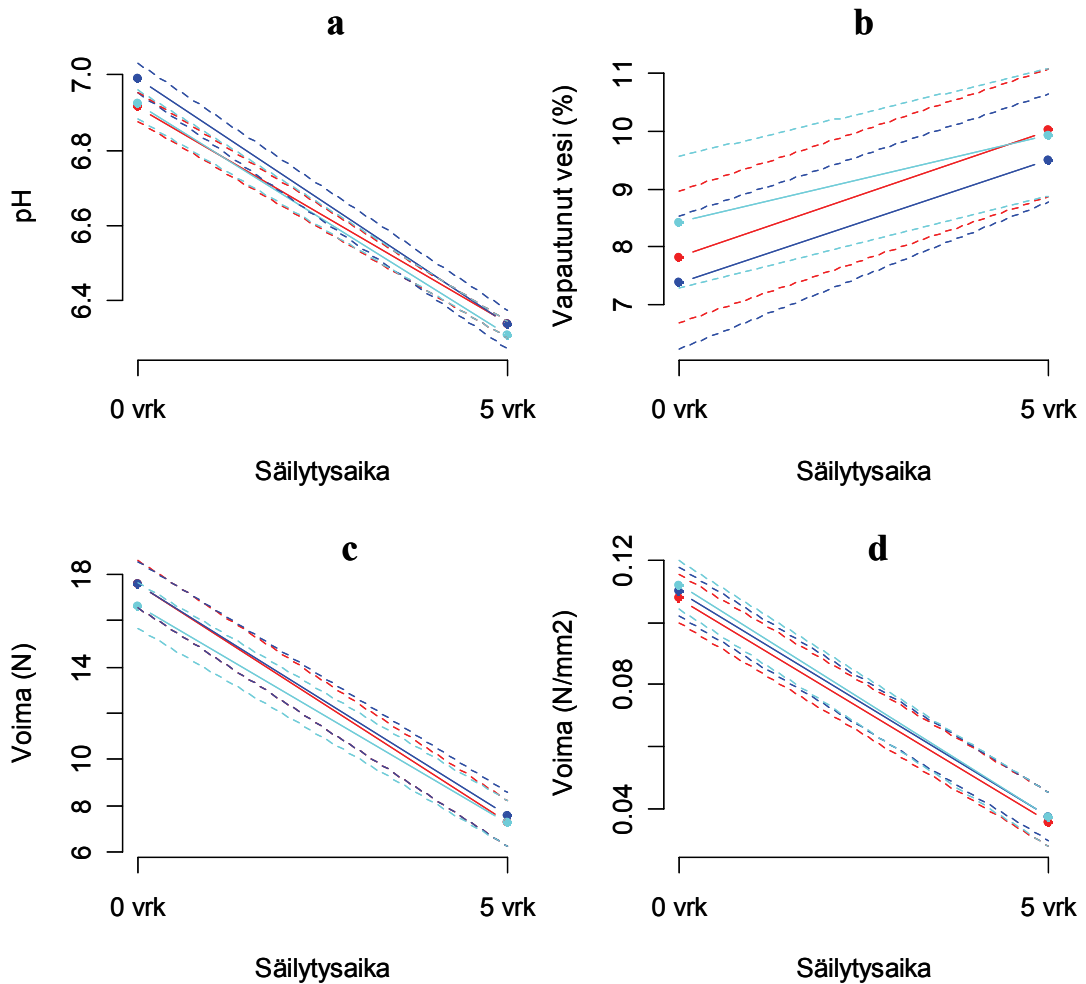 a
pH
7.0
6.8
6.6
6.4
0 vrk
5 vrk
Säilytysaika
b
Vapautunut vesi (%)
11
10
9
8
7
0 vrk
5 vrk
Säilytysaika
c
Voima (N)
18
14
10
8
6
0 vrk
5 vrk
Säilytysaika
d
Voima (N/mm2)
0.12
0.08
0.04
0 vrk
5 vrk
Säilytysaika